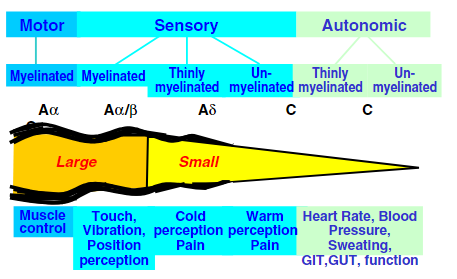 Motor Sensory Autonomic
Myelinated Myelinated Thinly myelinated Un-myelinated Thinly myelinated Un-myelinated
Aα Aα/β Aδ C C
Large Small
Muscle control
Touch, Vibration, Position perception
Cold perception Pain
Warm perception Pain
Heart Rate, Blood Pressure, Sweating, GIT,GUT, function